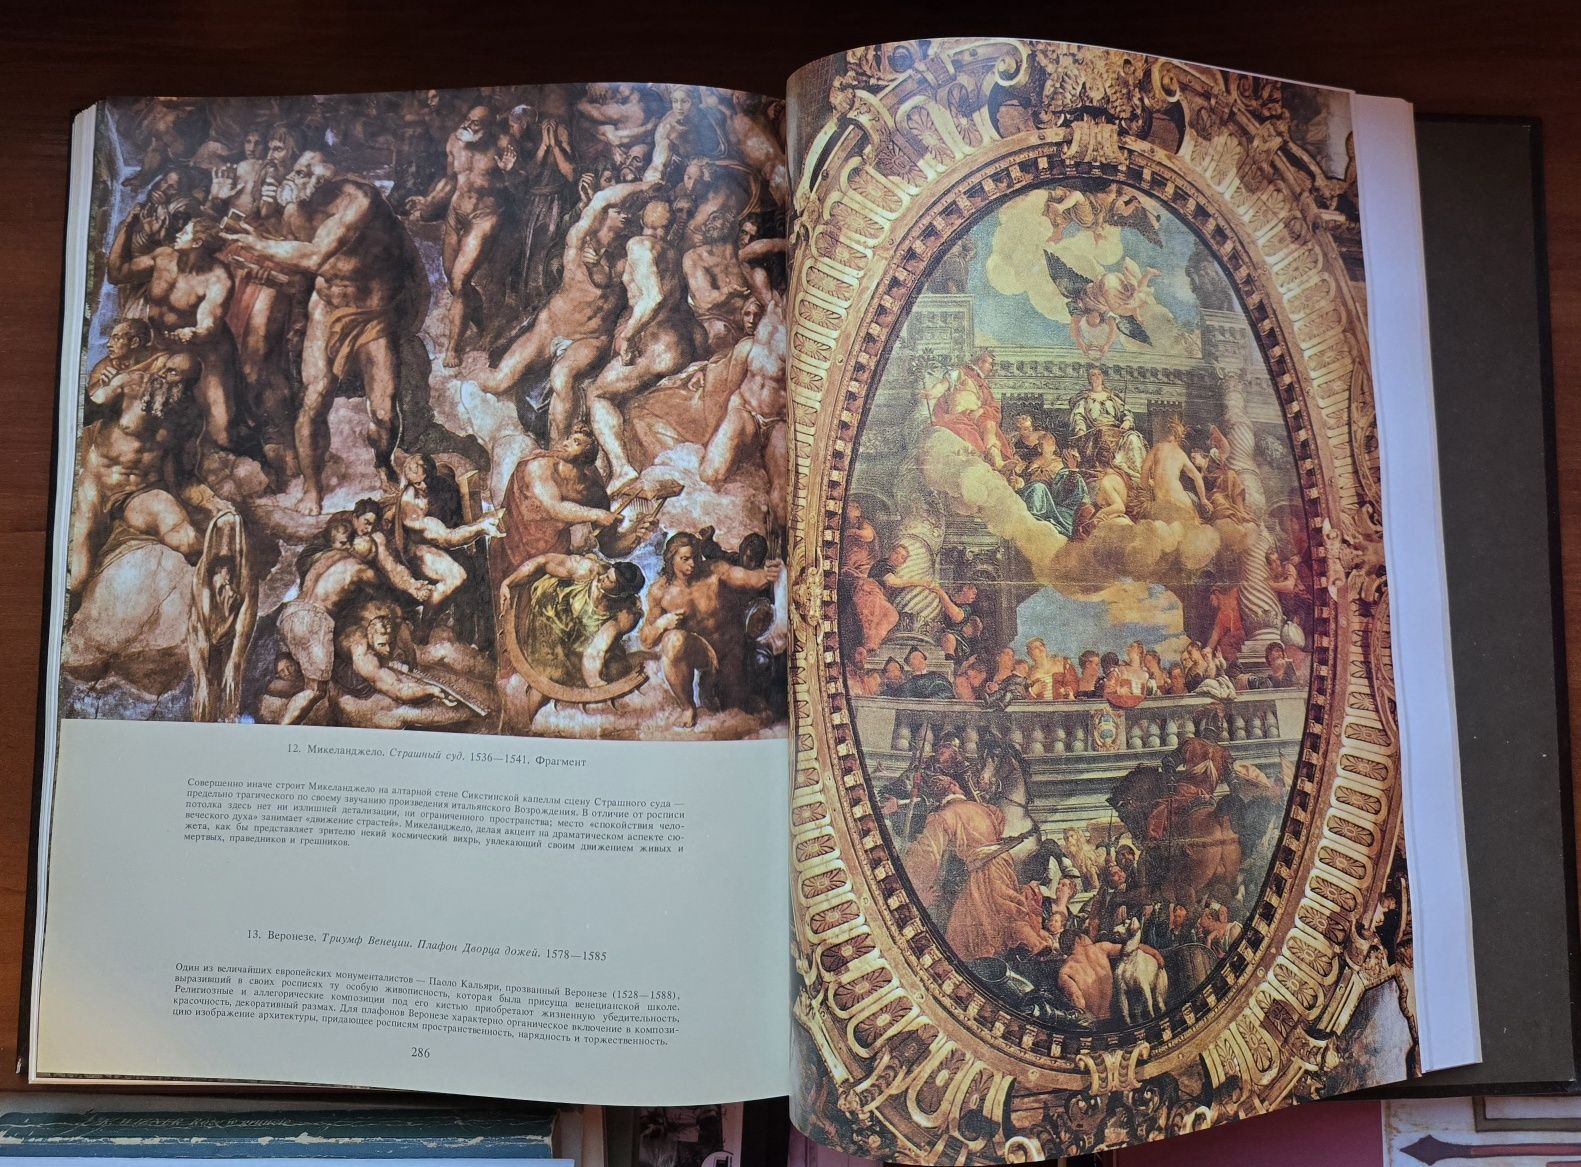 12. Микеланджело. Страшный суд. 1536—1541. Фрагмент
Совершенно иначе строит Микеланджело на алтарной стене Сикстинской капеллы сцену Страшного суда —
предельно трагического по своему звучанию произведения итальянского Возрождения. В отличие от росписи
потолка здесь нет ни излишней детализации, ни ограниченного пространства; место «спокойствия чело-
веческого духа» занимает «движение страстей». Микеланджело, делая акцент на драматическом аспекте сю-
жета, как бы представляет зрителю некий космический вихрь, увлекающий своим движением живых и
мертвых, праведников и грешников.
13. Веронезе. Триумф Венеции. Плафон Дворца дожей. 1578—1585
Один из величайших европейских монументалистов — Паоло Кальяри, прозванный Веронезе (1528—1588),
выразивший в своих росписях ту особую живописность, которая была присуща венецианской школе.
Религиозные и аллегорические композиции под его кистью приобретают жизненную убедительность,
красочность, декоративный размах. Для плафонов Веронезе характерно органическое включение в компози-
цию изображение архитектуры, придающее росписям пространственность, нарядность и торжественность.
286